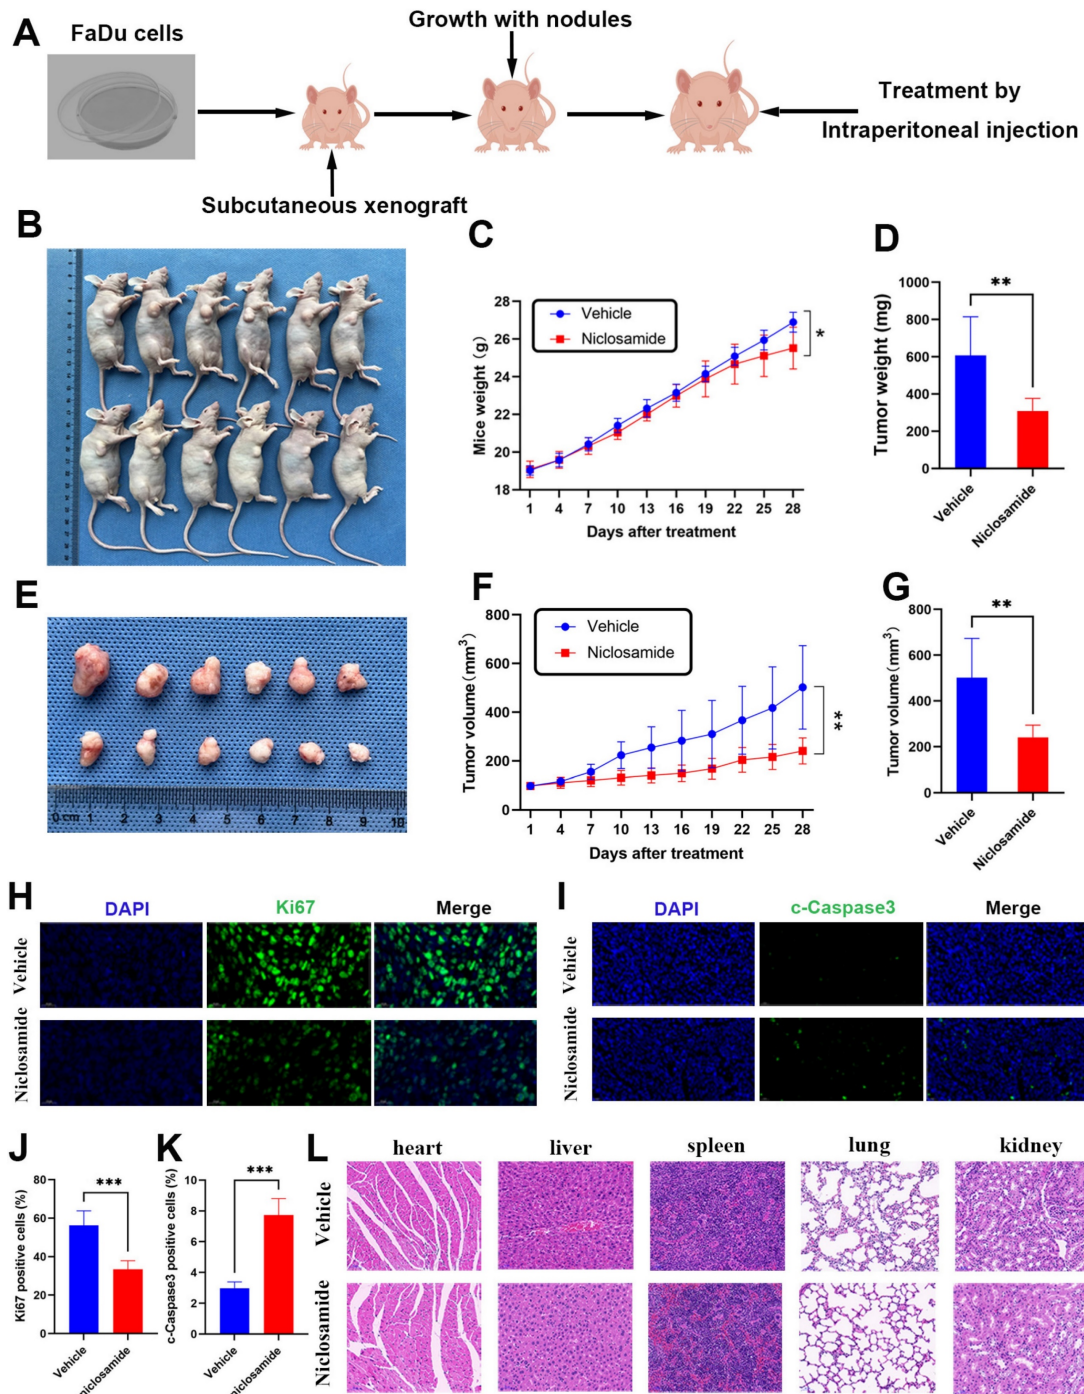 A
FaDu cells
Growth with nodules
Treatment by
Intraperitoneal injection
Subcutaneous xenograft
B
C
Mice weight (g)
28
26
24
22
20
18
Vehicle
Niclosamide
*
1 4 7 10 13 16 19 22 25 28
Days after treatment
D
Tumor weight (mg)
1000
800
600
400
200
0
**
Vehicle
Niclosamide
E
0 cm 1 2 3 4 5 6 7 8 9 10
F
Tumor volume (mm³)
800
600
400
200
0
Vehicle
Niclosamide
**
1 4 7 10 13 16 19 22 25 28
Days after treatment
G
Tumor volume (mm³)
800
600
400
200
0
**
Vehicle
Niclosamide
H
DAPI Ki67 Merge
Vehicle
Niclosamide
I
DAPI c-Caspase3 Merge
Vehicle
Niclosamide
J
Ki67 positive cells (%)
80
60
40
20
0
***
Vehicle
niclosamide
K
c-Caspase3 positive cells (%)
10
8
6
4
2
0
***
Vehicle
niclosamide
L
heart liver spleen lung kidney
Vehicle
Niclosamide